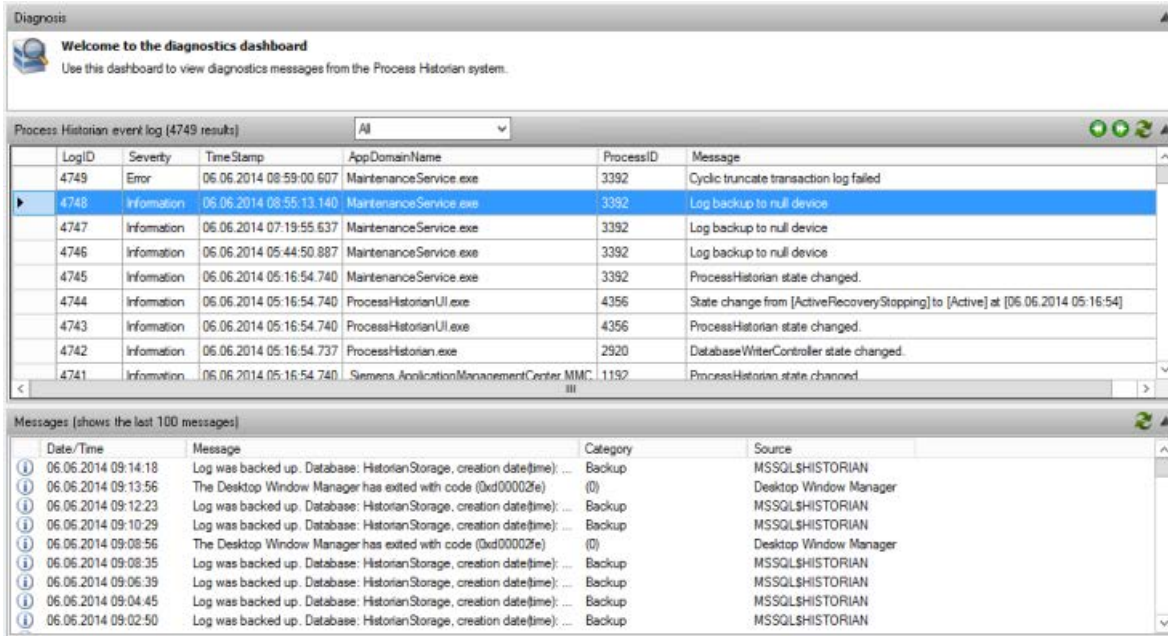 Diagnosis
Welcome to the diagnostics dashboard
Use this dashboard to view diagnostics messages from the Process Historian system.
Process Historian event log (4749 results) All
LogID Severity TimeStamp AppDomainName ProcessID Message
4749 Error 06.06.2014 08:59:00.607 MaintenanceService.exe 3392 Cyclic truncate transaction log failed
4748 Information 06.06.2014 08:55:13.140 MaintenanceService.exe 3392 Log backup to null device
4747 Information 06.06.2014 07:19:55.637 MaintenanceService.exe 3392 Log backup to null device
4746 Information 06.06.2014 05:44:50.887 MaintenanceService.exe 3392 Log backup to null device
4745 Information 06.06.2014 05:16:54.740 MaintenanceService.exe 3392 ProcessHistorian state changed.
4744 Information 06.06.2014 05:16:54.740 ProcessHistorianUI.exe 4356 State change from [ActiveRecoveryStopping] to [Active] at [06.06.2014 05:16:54]
4743 Information 06.06.2014 05:16:54.740 ProcessHistorianUI.exe 4356 ProcessHistorian state changed.
4742 Information 06.06.2014 05:16:54.737 ProcessHistorian.exe 2920 DatabaseWriterController state changed.
4741 Information 06.06.2014 05:16:54.740 Siemens.ApplicationManagementCenter.MMC 1192 ProcessHistorian state changed
Messages (shows the last 100 messages)
Date/Time Message Category Source
06.06.2014 09:14:18 Log was backed up. Database: HistorianStorage, creation date(time): ... Backup MSSQL$HISTORIAN
06.06.2014 09:13:56 The Desktop Window Manager has exited with code (0xd00002fe) (0) Desktop Window Manager
06.06.2014 09:12:23 Log was backed up. Database: HistorianStorage, creation date(time): ... Backup MSSQL$HISTORIAN
06.06.2014 09:10:29 Log was backed up. Database: HistorianStorage, creation date(time): ... Backup MSSQL$HISTORIAN
06.06.2014 09:08:56 The Desktop Window Manager has exited with code (0xd00002fe) (0) Desktop Window Manager
06.06.2014 09:08:35 Log was backed up. Database: HistorianStorage, creation date(time): ... Backup MSSQL$HISTORIAN
06.06.2014 09:06:39 Log was backed up. Database: HistorianStorage, creation date(time): ... Backup MSSQL$HISTORIAN
06.06.2014 09:04:45 Log was backed up. Database: HistorianStorage, creation date(time): ... Backup MSSQL$HISTORIAN
06.06.2014 09:02:50 Log was backed up. Database: HistorianStorage, creation date(time): ... Backup MSSQL$HISTORIAN